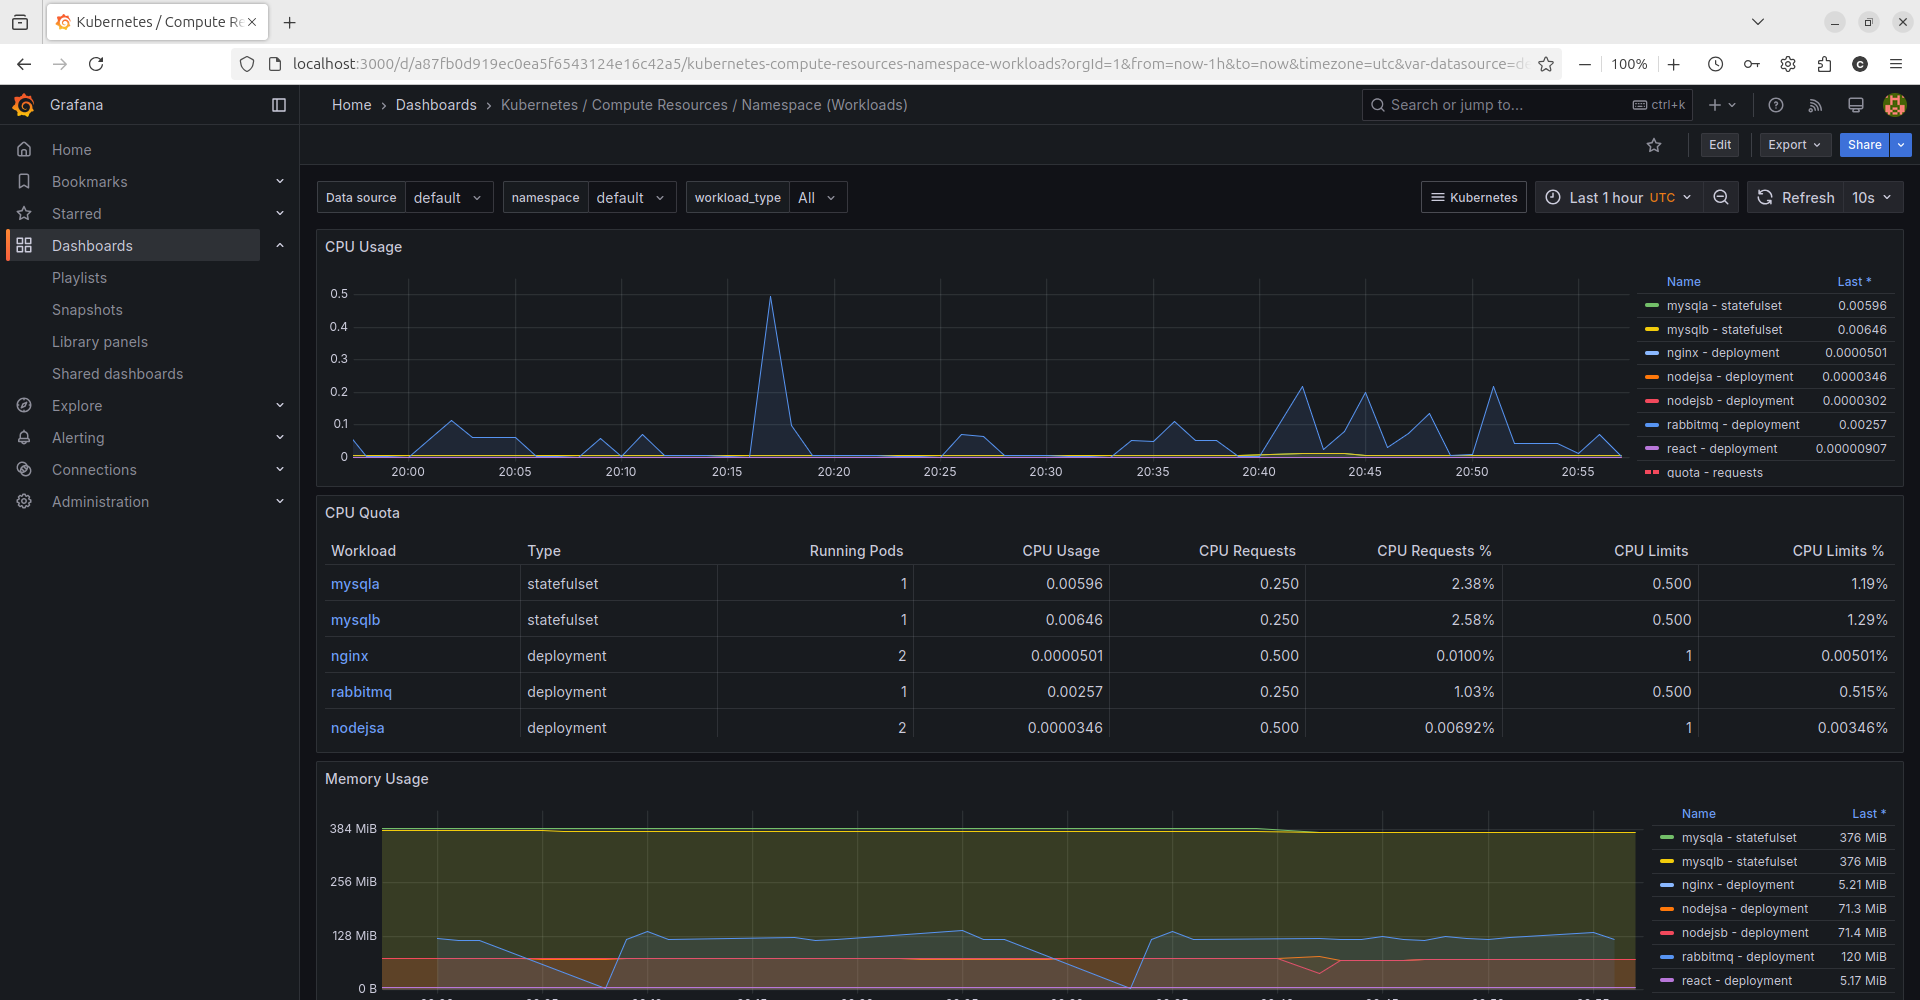 Kubernetes / Compute Re
localhost:3000/d/a87fb0d919ec0ea5f6543124e16c42a5/kubernetes-compute-resources-namespace-workloads?orgId=1&from=now-1h&to=now&timezone=utc&var-datasource=de
100%
Grafana
Home › Dashboards › Kubernetes / Compute Resources / Namespace (Workloads)
Search or jump to...
ctrl+k
Edit
Export
Share
Home
Bookmarks
Starred
Dashboards
Playlists
Snapshots
Library panels
Shared dashboards
Explore
Alerting
Connections
Administration
Data source default
namespace default
workload_type All
Kubernetes
Last 1 hour UTC
Refresh 10s
CPU Usage
0.5
0.4
0.3
0.2
0.1
0
20:00 20:05 20:10 20:15 20:20 20:25 20:30 20:35 20:40 20:45 20:50 20:55
Name Last *
mysqla - statefulset 0.00596
mysqlb - statefulset 0.00646
nginx - deployment 0.0000501
nodejsa - deployment 0.0000346
nodejsb - deployment 0.0000302
rabbitmq - deployment 0.00257
react - deployment 0.00000907
quota - requests
CPU Quota
Workload Type Running Pods CPU Usage CPU Requests CPU Requests % CPU Limits CPU Limits %
mysqla statefulset 1 0.00596 0.250 2.38% 0.500 1.19%
mysqlb statefulset 1 0.00646 0.250 2.58% 0.500 1.29%
nginx deployment 2 0.0000501 0.500 0.0100% 1 0.00501%
rabbitmq deployment 1 0.00257 0.250 1.03% 0.500 0.515%
nodejsa deployment 2 0.0000346 0.500 0.00692% 1 0.00346%
Memory Usage
384 MiB
256 MiB
128 MiB
0 B
Name Last *
mysqla - statefulset 376 MiB
mysqlb - statefulset 376 MiB
nginx - deployment 5.21 MiB
nodejsa - deployment 71.3 MiB
nodejsb - deployment 71.4 MiB
rabbitmq - deployment 120 MiB
react - deployment 5.17 MiB